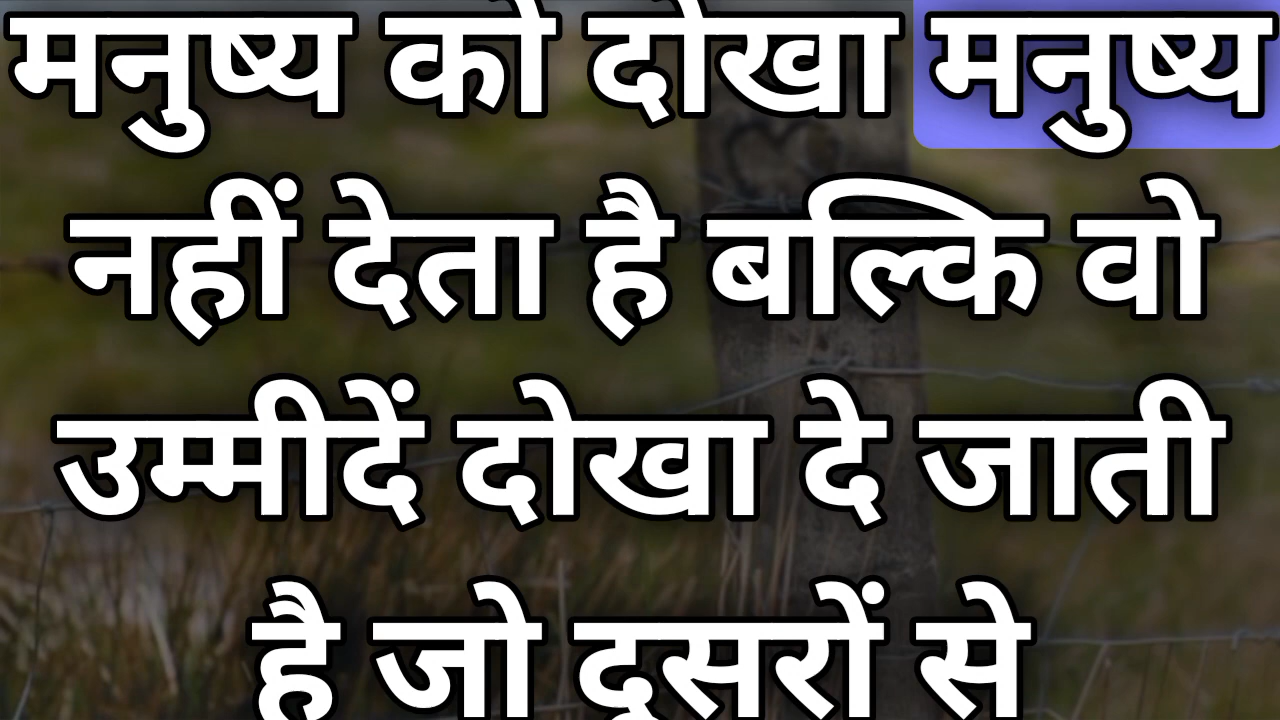 मनुष्य को दोखा मनुष्य
नहीं देता है बल्कि वो
उम्मीदें दोखा दे जाती
है जो दूसरों से